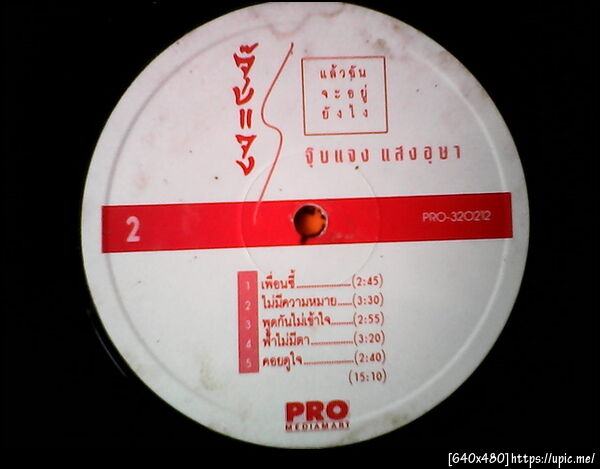 จุ๊บแจง
แล้วฉัน
จะอยู่
ยังไง
จุ๊บแจง แสงอุษา
2
PRO-320212
1 เพื่อนซี้ (2:45)
2 ไม่มีความหมาย (3:30)
3 พูดกันไม่เข้าใจ (2:55)
4 ฟ้าไม่มีตา (3:20)
5 คอยดูใจ (2:40)
(15:10)
PRO
MEDIAMART
[640x480]https://upic.me/